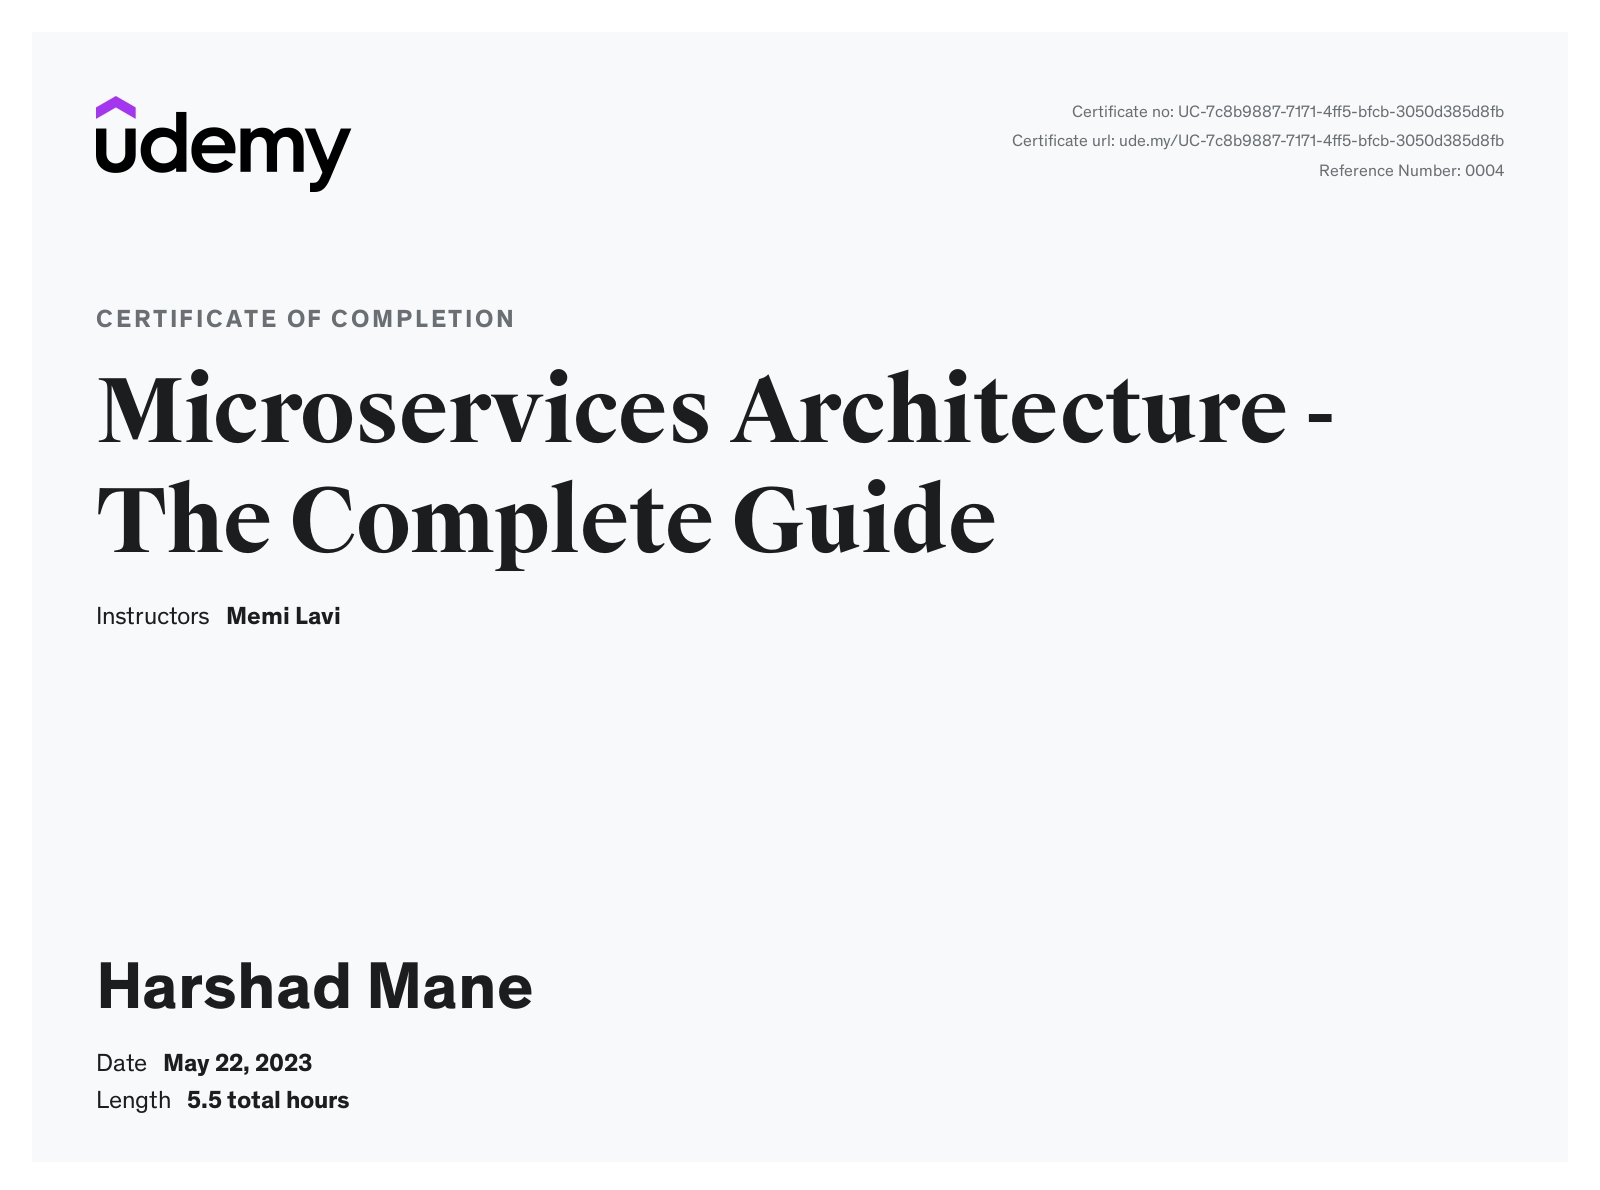 udemy
Certificate no: UC-7c8b9887-7171-4ff5-bfcb-3050d385d8fb
Certificate url: ude.my/UC-7c8b9887-7171-4ff5-bfcb-3050d385d8fb
Reference Number: 0004
CERTIFICATE OF COMPLETION
Microservices Architecture -
The Complete Guide
Instructors Memi Lavi
Harshad Mane
Date May 22, 2023
Length 5.5 total hours